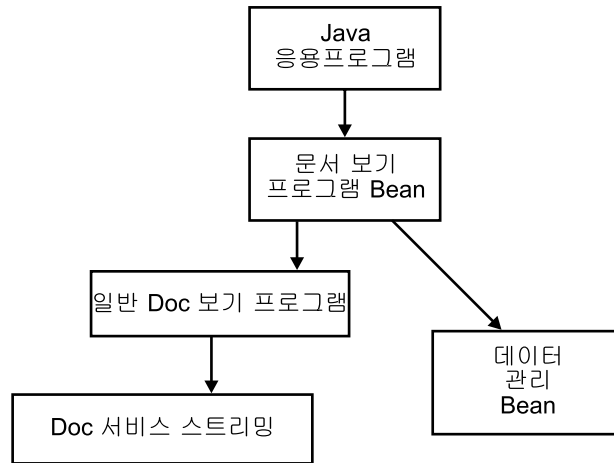 Java
응용프로그램
문서 보기
프로그램 Bean
일반 Doc 보기 프로그램
데이터
관리
Bean
Doc 서비스 스트리밍